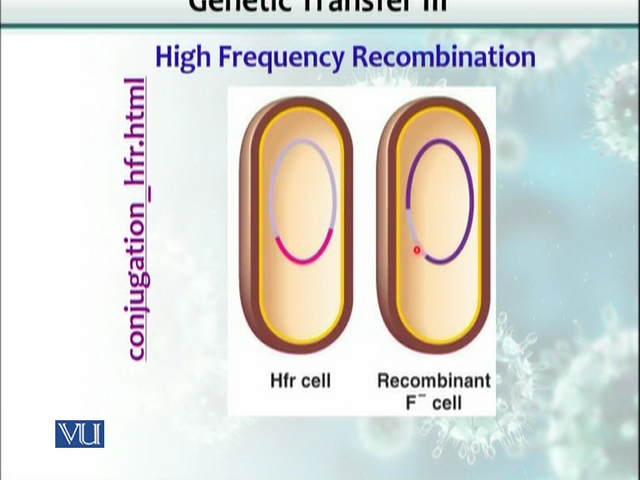 Genetic Transfer III
High Frequency Recombination
conjugation_hfr.html
Hfr cell
Recombinant
F⁻ cell
VU